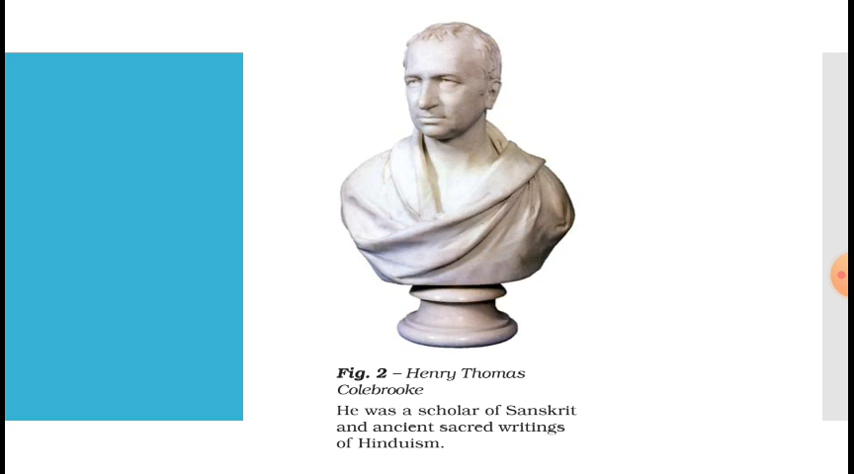 Fig. 2 – Henry Thomas
Colebrooke
He was a scholar of Sanskrit
and ancient sacred writings
of Hinduism.